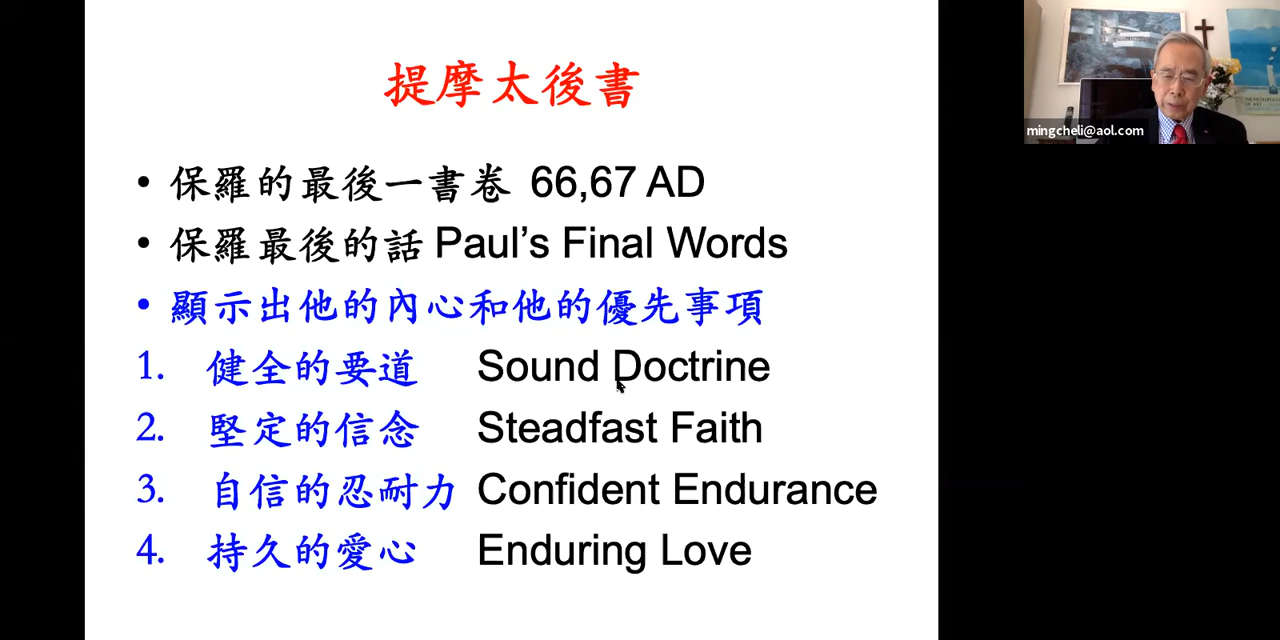 提摩太後書
• 保羅的最後一書卷 66,67 AD
• 保羅最後的話 Paul’s Final Words
• 顯示出他的內心和他的優先事項
1. 健全的要道 Sound Doctrine
2. 堅定的信念 Steadfast Faith
3. 自信的忍耐力 Confident Endurance
4. 持久的愛心 Enduring Love
mingcheli@aol.com